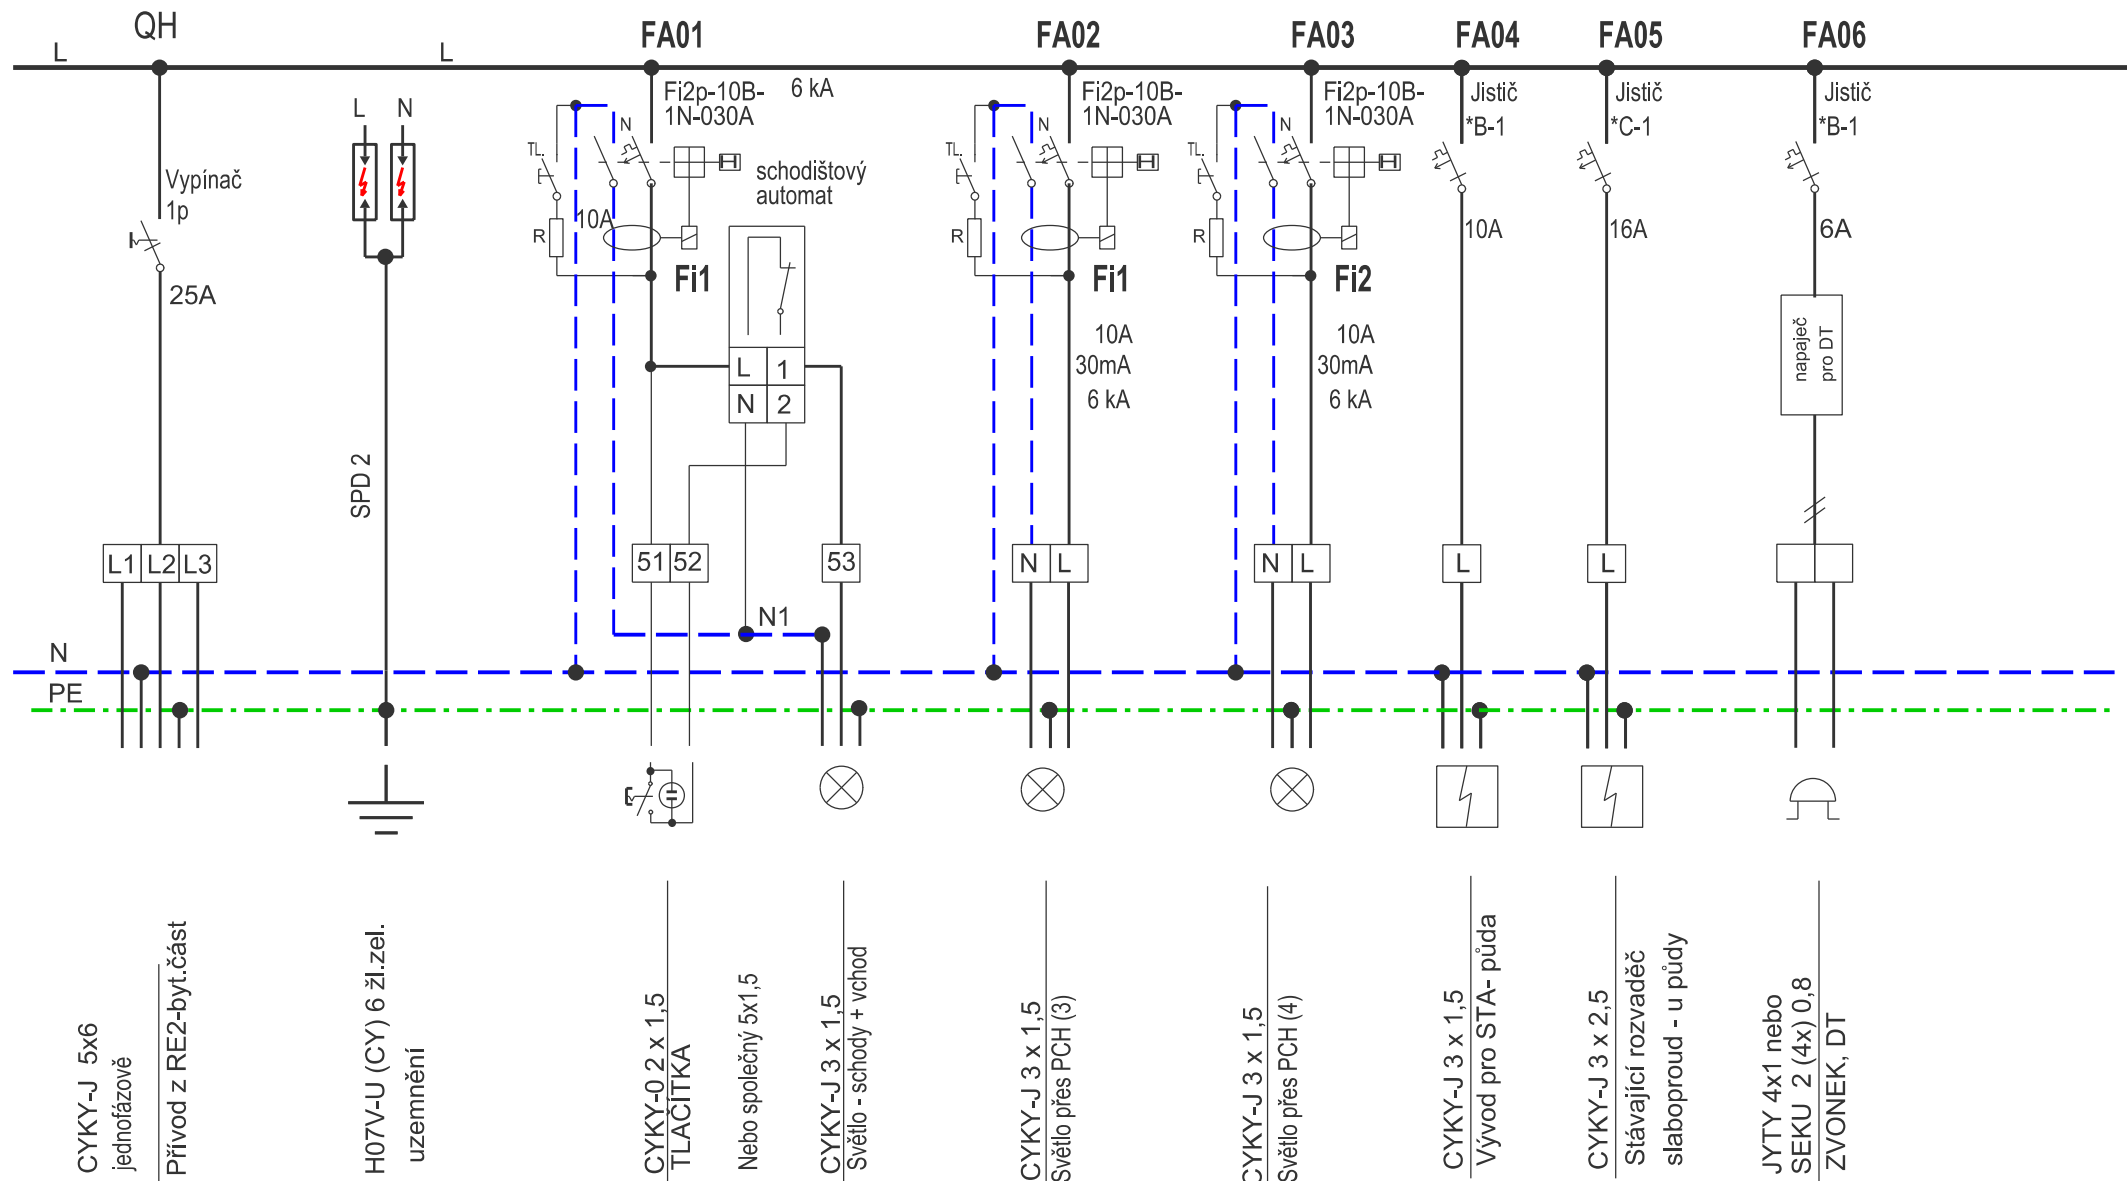 QH
FA01
FA02
FA03
FA04
FA05
FA06
L
L
Fi2p-10B-
1N-030A
6 kA
Fi2p-10B-
1N-030A
Fi2p-10B-
1N-030A
Jistič
*B-1
Jistič
*C-1
Jistič
*B-1
L
N
TL.
N
TL.
N
TL.
N
Vypínač
1p
schodištový
automat
10A
R
R
R
10A
16A
6A
25A
Fi1
Fi1
Fi2
10A
30mA
6 kA
10A
30mA
6 kA
napaječ
pro DT
L
1
N
2
SPD 2
L1
L2
L3
51
52
53
N
L
N
L
L
L
N1
N
PE
CYKY-J 5x6
jednofázově
Přívod z RE2-byt.část
H07V-U (CY) 6 žl.zel.
uzemnění
CYKY-0 2 x 1,5
TLAČÍTKA
Nebo společný 5x1,5
CYKY-J 3 x 1,5
Světlo - schody + vchod
CYKY-J 3 x 1,5
Světlo přes PCH (3)
CYKY-J 3 x 1,5
Světlo přes PCH (4)
CYKY-J 3 x 1,5
Vývod pro STA- půda
CYKY-J 3 x 2,5
Stávající rozvaděč
slaboproud - u půdy
JYTY 4x1 nebo
SEKU 2 (4x) 0,8
ZVONEK, DT